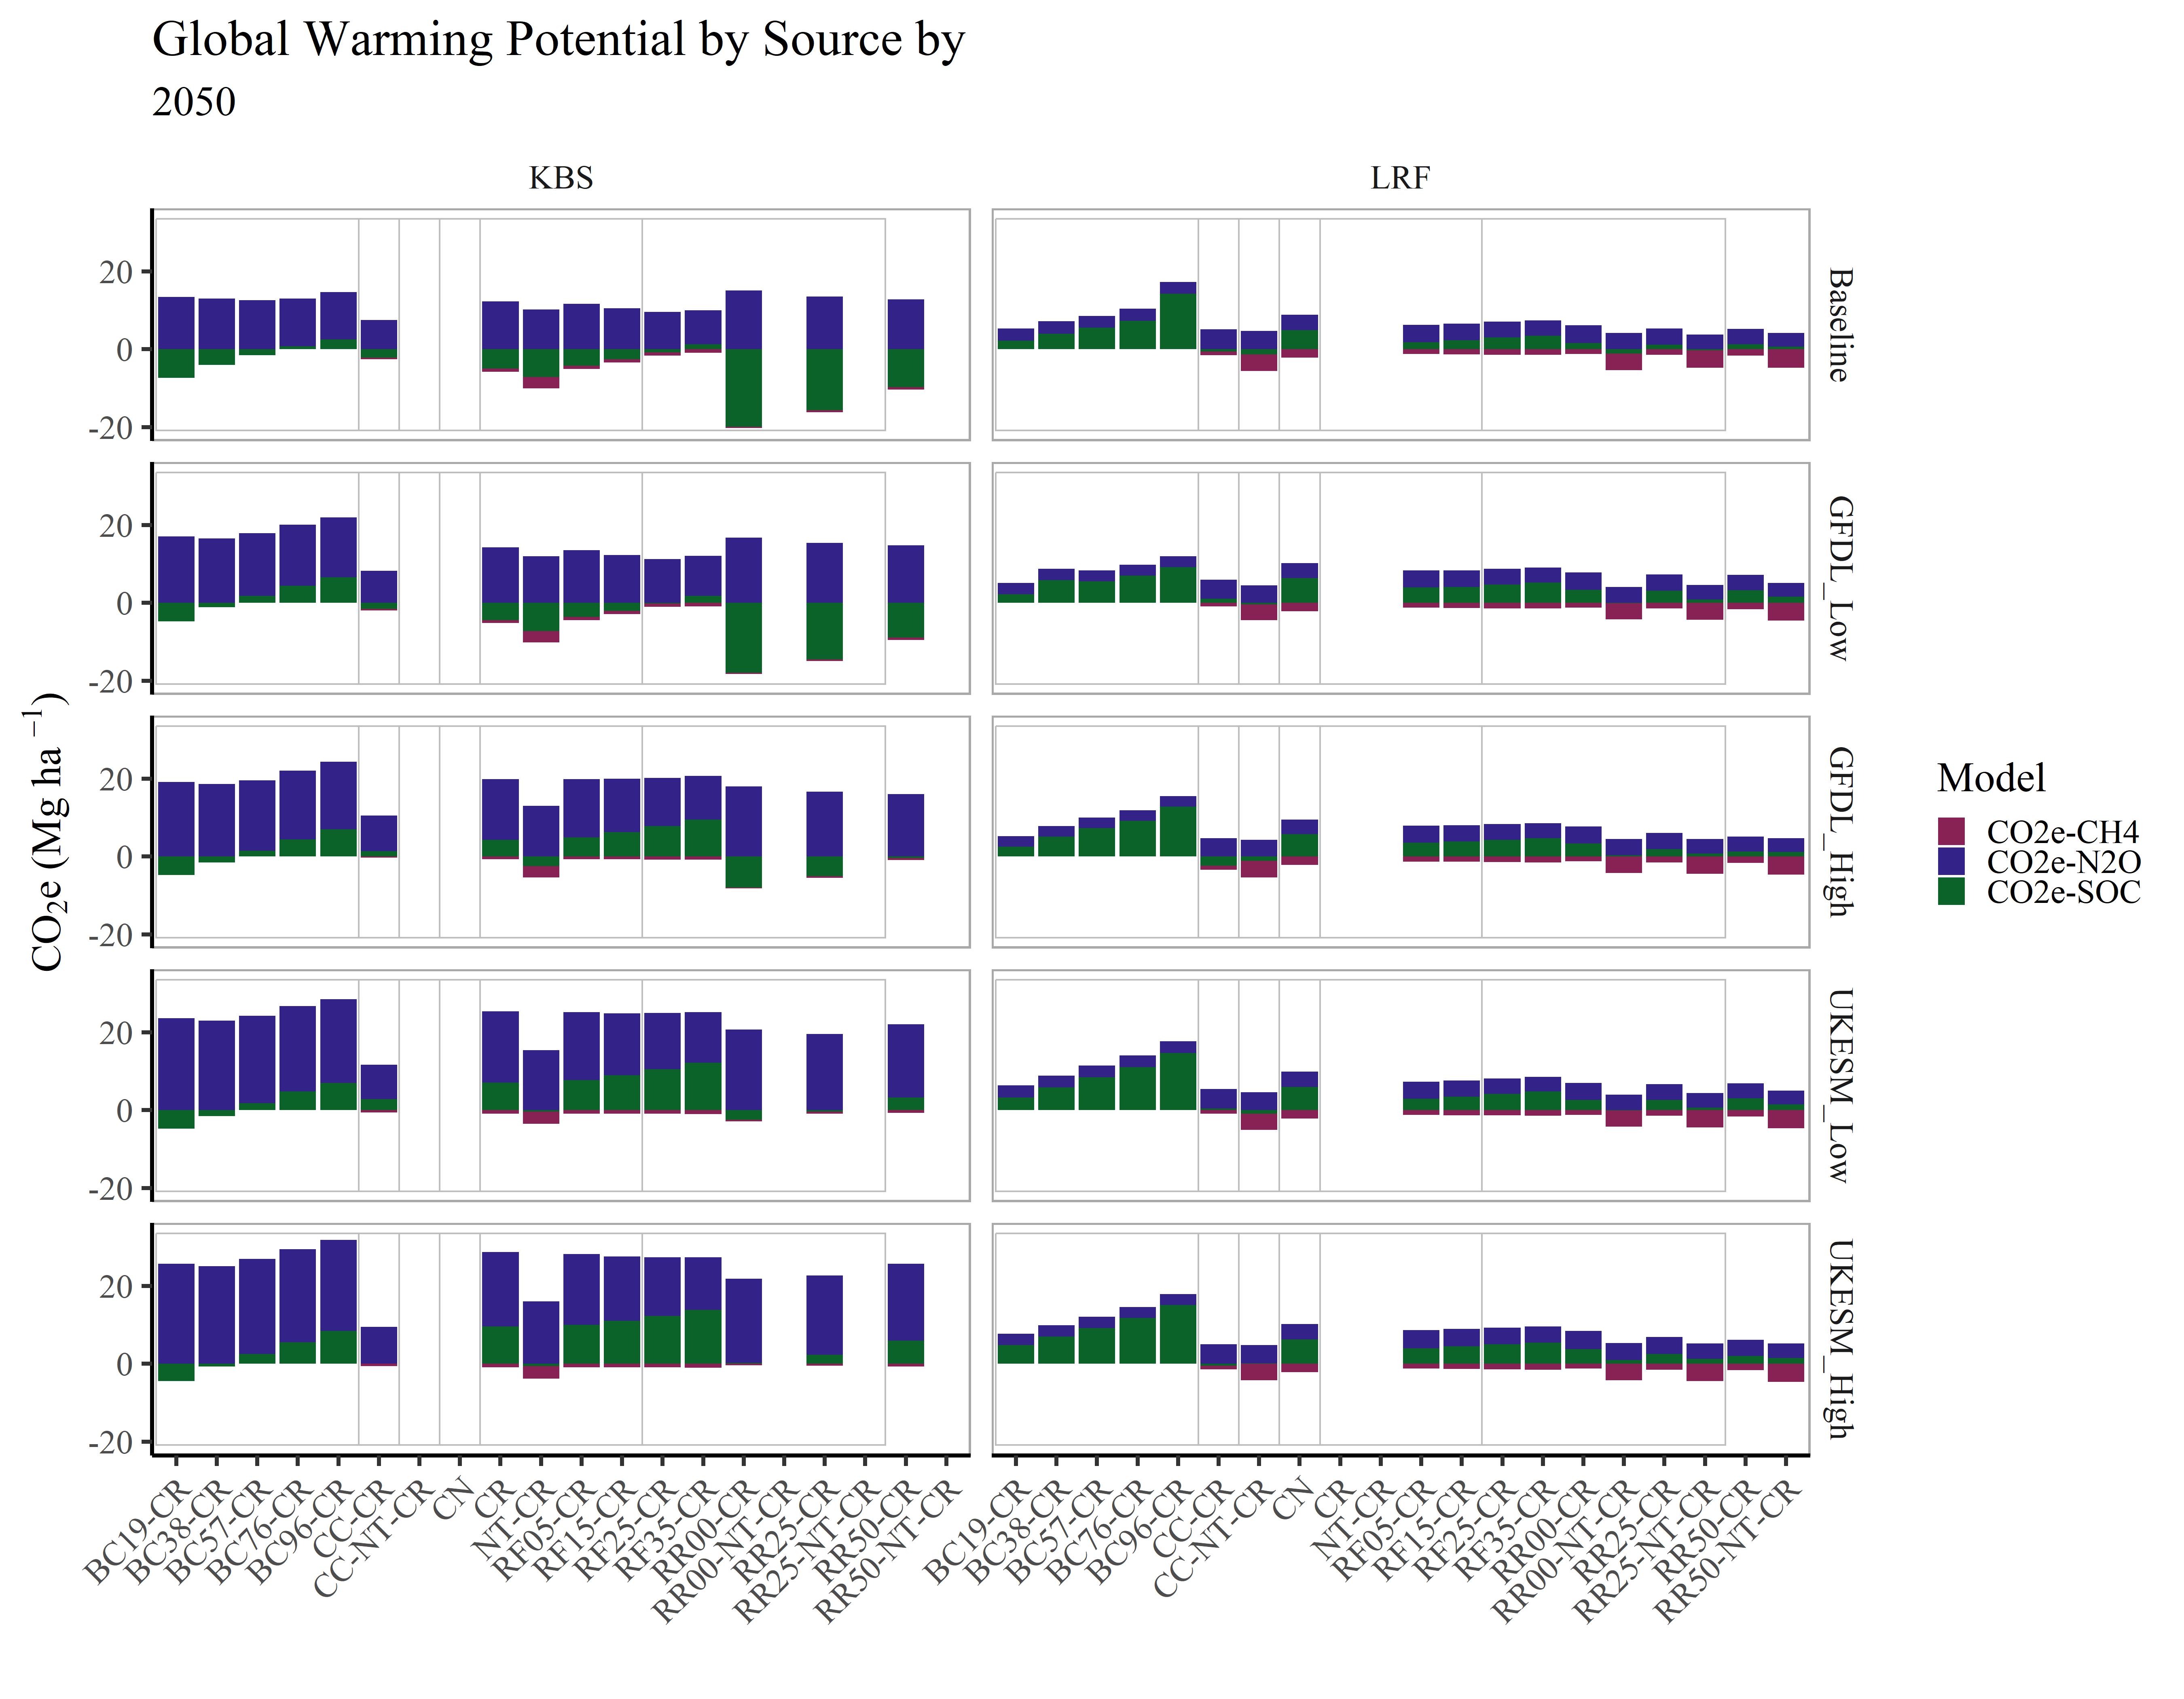 Global Warming Potential by Source by
2050
KBS
LRF
20
0
-20
Baseline
20
0
-20
GFDL_Low
20
0
-20
GFDL_High
20
0
-20
UKESM_Low
20
0
-20
UKESM_High
CO2e (Mg ha −1)
BC19-CR
BC38-CR
BC57-CR
BC76-CR
BC96-CR
CC-CR
CC-NT-CR
CN
CR
NT-CR
RF05-CR
RF15-CR
RF25-CR
RF35-CR
RR00-CR
RR00-NT-CR
RR25-CR
RR25-NT-CR
RR50-CR
RR50-NT-CR
BC19-CR
BC38-CR
BC57-CR
BC76-CR
BC96-CR
CC-CR
CC-NT-CR
CN
CR
NT-CR
RF05-CR
RF15-CR
RF25-CR
RF35-CR
RR00-CR
RR00-NT-CR
RR25-CR
RR25-NT-CR
RR50-CR
RR50-NT-CR
Model
CO2e-CH4
CO2e-N2O
CO2e-SOC